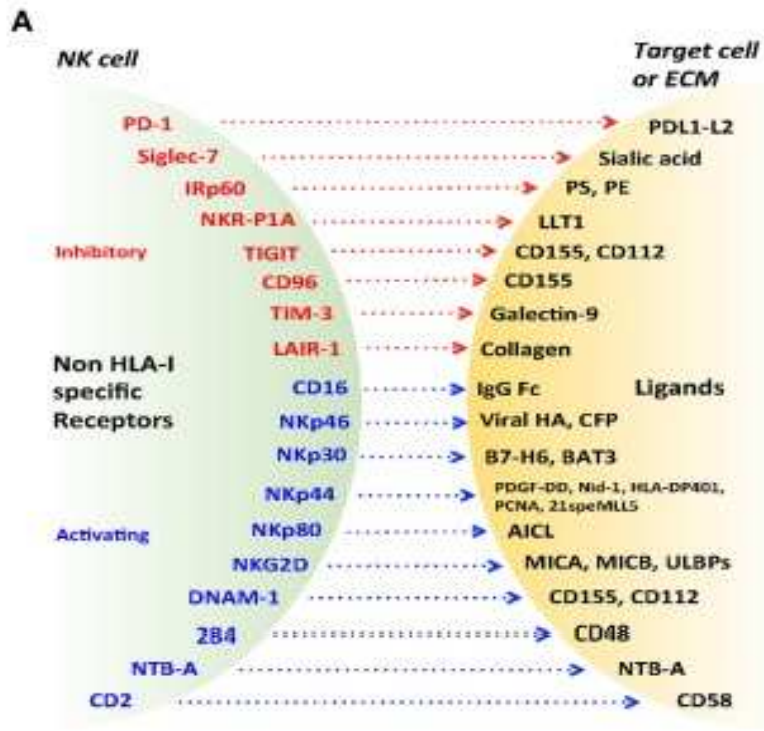 A
NK cell
Target cell
or ECM
PD-1
PDL1-L2
Siglec-7
Sialic acid
IRp60
PS, PE
NKR-P1A
LLT1
Inhibitory
TIGIT
CD155, CD112
CD96
CD155
TIM-3
Galectin-9
LAIR-1
Collagen
Non HLA-I
specific
Receptors
CD16
IgG Fc
Ligands
NKp46
Viral HA, CFP
NKp30
B7-H6, BAT3
NKp44
PDGF-DD, Nid-1, HLA-DP401,
PCNA, 21speMLL5
Activating
NKp80
AICL
NKG2D
MICA, MICB, ULBPs
DNAM-1
CD155, CD112
2B4
CD48
NTB-A
NTB-A
CD2
CD58